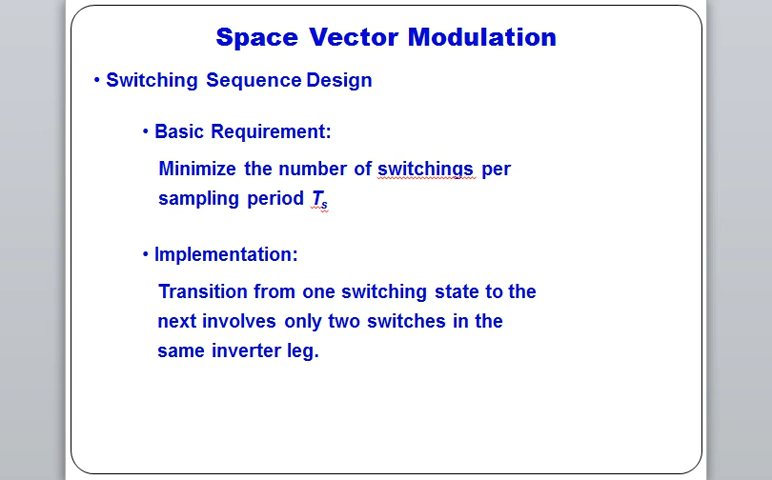 Space Vector Modulation
• Switching Sequence Design
• Basic Requirement:
Minimize the number of switchings per
sampling period Ts
• Implementation:
Transition from one switching state to the
next involves only two switches in the
same inverter leg.